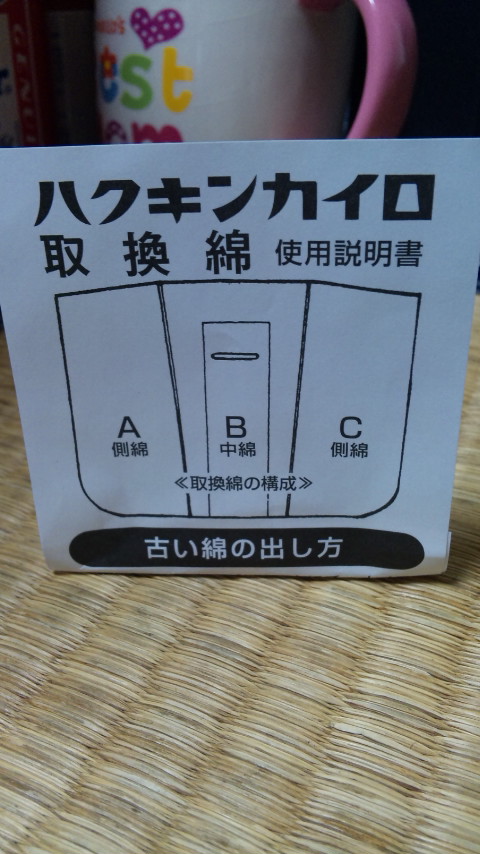 est
ハクキンカイロ
取換綿 使用説明書
A
側綿
B
中綿
C
側綿
≪取換綿の構成≫
古い綿の出し方